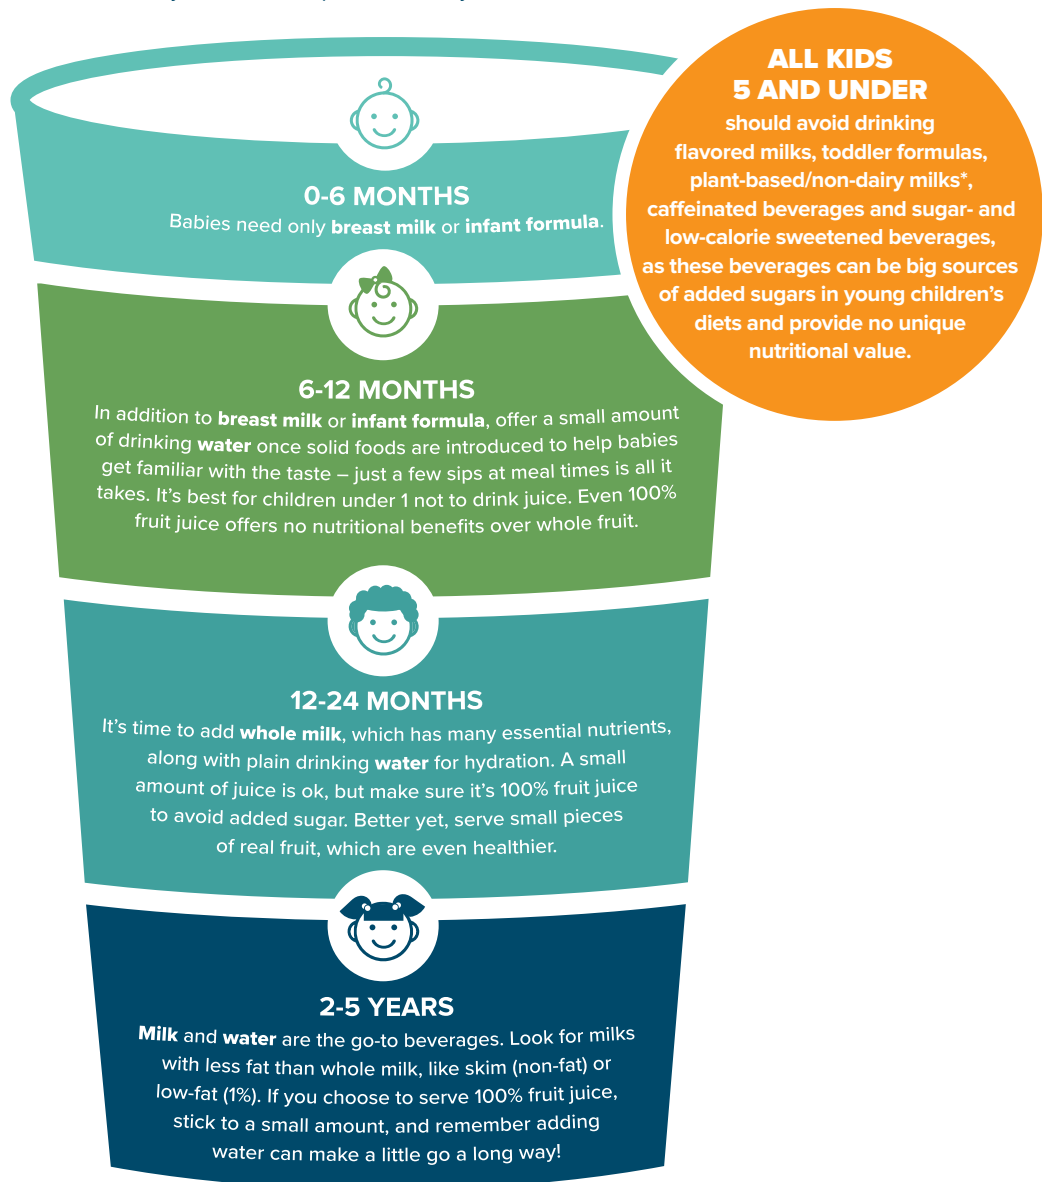 ALL KIDS
5 AND UNDER
should avoid drinking
flavored milks, toddler formulas,
plant-based/non-dairy milks*,
caffeinated beverages and sugar- and
low-calorie sweetened beverages,
as these beverages can be big sources
of added sugars in young children's
diets and provide no unique
nutritional value.
0-6 MONTHS
Babies need only breast milk or infant formula.
6-12 MONTHS
In addition to breast milk or infant formula, offer a small amount
of drinking water once solid foods are introduced to help babies
get familiar with the taste – just a few sips at meal times is all it
takes. It's best for children under 1 not to drink juice. Even 100%
fruit juice offers no nutritional benefits over whole fruit.
12-24 MONTHS
It's time to add whole milk, which has many essential nutrients,
along with plain drinking water for hydration. A small
amount of juice is ok, but make sure it's 100% fruit juice
to avoid added sugar. Better yet, serve small pieces
of real fruit, which are even healthier.
2-5 YEARS
Milk and water are the go-to beverages. Look for milks
with less fat than whole milk, like skim (non-fat) or
low-fat (1%). If you choose to serve 100% fruit juice,
stick to a small amount, and remember adding
water can make a little go a long way!